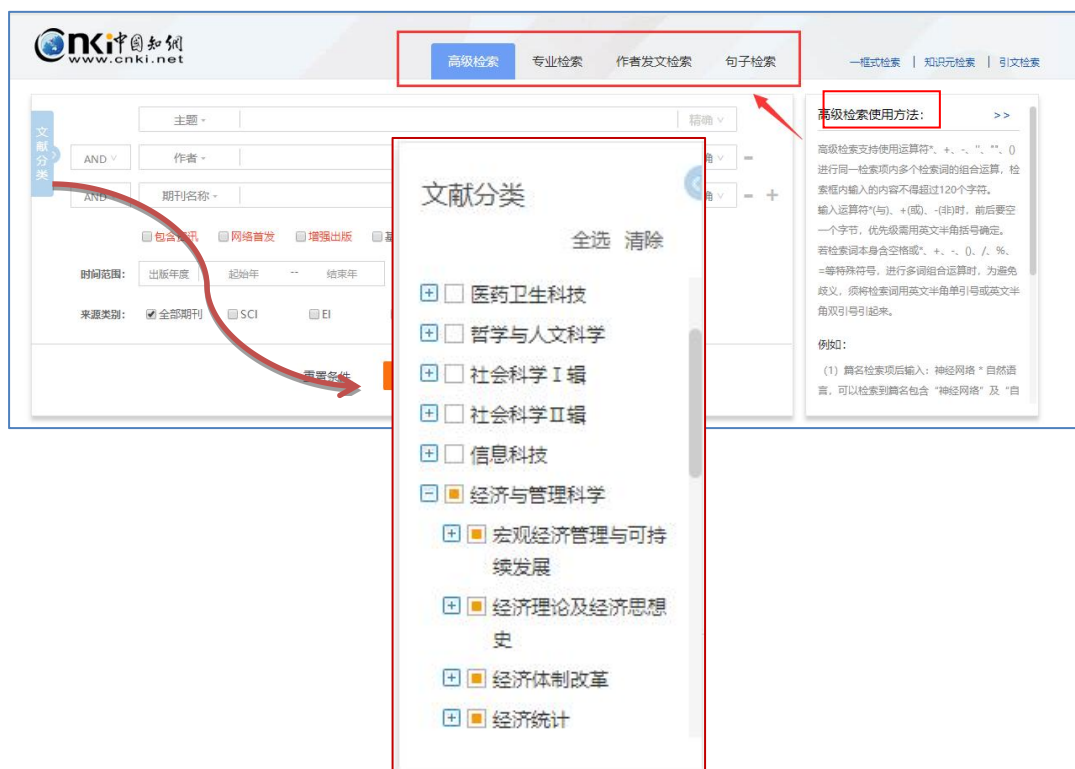 cnki中国知网
www.cnki.net
高级检索 专业检索 作者发文检索 句子检索
一框式检索 | 知识元检索 | 引文检索
文献分类
主题 精确
AND 作者
AND 期刊名称
网络首发 增强出版
时间范围: 出版年度 起始年 -- 结束年
来源类别: 全部期刊 SCI EI
重置条件
文献分类
全选 清除
医药卫生科技
哲学与人文科学
社会科学Ⅰ辑
社会科学Ⅱ辑
信息科技
经济与管理科学
宏观经济管理与可持
续发展
经济理论及经济思想
史
经济体制改革
经济统计
高级检索使用方法: >>
高级检索支持使用运算符*、+、-、''、""、()
进行同一检索项内多个检索词的组合运算,检
索框内输入的内容不得超过120个字符。
输入运算符*(与)、+(或)、-(非)时,前后要空
一个字节,优先级需用英文半角括号确定。
若检索词本身含空格或*、+、-、()、/、%、
=等特殊符号,进行多词组合运算时,为避免
歧义,须将检索词用英文半角单引号或英文半
角双引号引起来。
例如:
(1) 篇名检索项后输入:神经网络 * 自然语
言,可以检索到篇名包含“神经网络”及“自